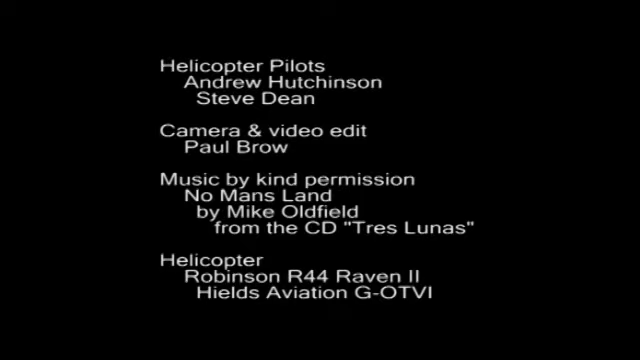 Helicopter Pilots
Andrew Hutchinson
Steve Dean
Camera & video edit
Paul Brow
Music by kind permission
No Mans Land
by Mike Oldfield
from the CD "Tres Lunas"
Helicopter
Robinson R44 Raven II
Hields Aviation G-OTVI